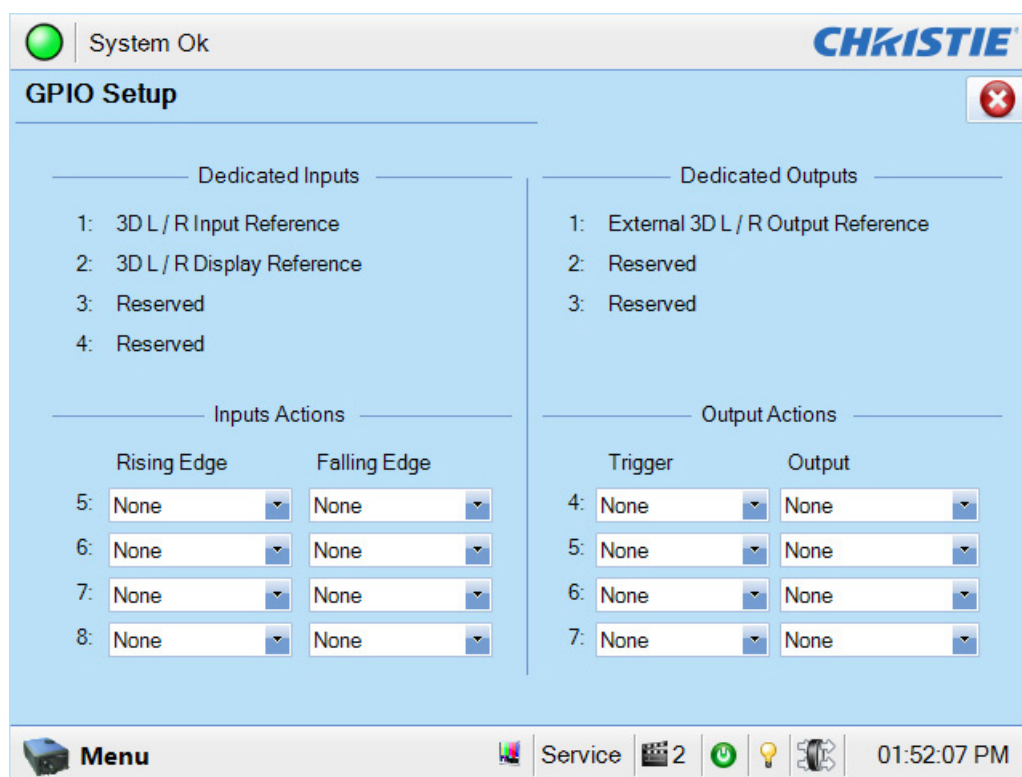 System Ok
CHRISTIE
GPIO Setup
Dedicated Inputs
1: 3D L / R Input Reference
2: 3D L / R Display Reference
3: Reserved
4: Reserved
Dedicated Outputs
1: External 3D L / R Output Reference
2: Reserved
3: Reserved
Inputs Actions
Rising Edge Falling Edge
5: None None
6: None None
7: None None
8: None None
Output Actions
Trigger Output
4: None None
5: None None
6: None None
7: None None
Menu
Service
2
01:52:07 PM